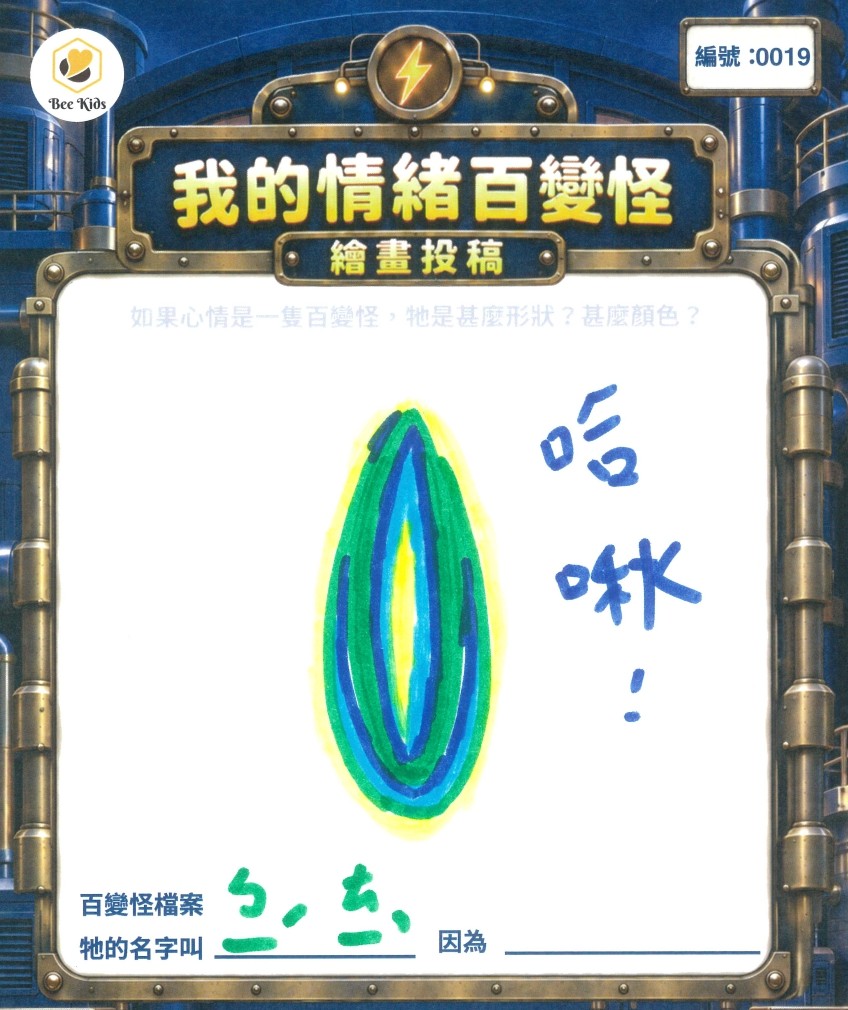 Bee Kids
編號：0019
我的情緒百變怪
繪畫投稿
如果心情是一隻百變怪，牠是甚麼形狀？甚麼顏色？
哈
啾
！
百變怪檔案
牠的名字叫 ㄅㄧˊ ㄊㄧˋ 因為